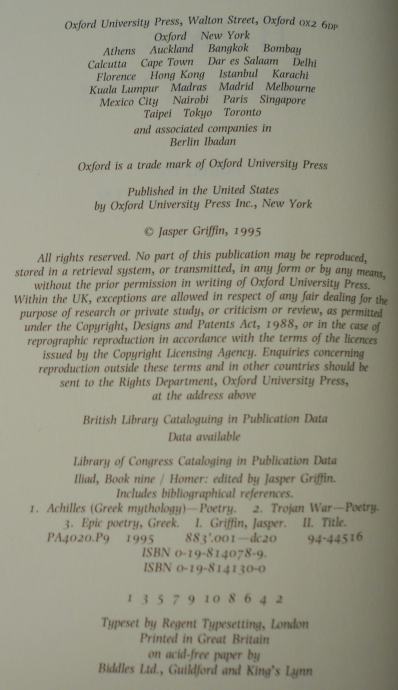 Oxford University Press, Walton Street, Oxford OX2 6DP
Oxford New York
Athens Auckland Bangkok Bombay
Calcutta Cape Town Dar es Salaam Delhi
Florence Hong Kong Istanbul Karachi
Kuala Lumpur Madras Madrid Melbourne
Mexico City Nairobi Paris Singapore
Taipei Tokyo Toronto
and associated companies in
Berlin Ibadan
Oxford is a trade mark of Oxford University Press
Published in the United States
by Oxford University Press Inc., New York
© Jasper Griffin, 1995
All rights reserved. No part of this publication may be reproduced,
stored in a retrieval system, or transmitted, in any form or by any means,
without the prior permission in writing of Oxford University Press.
Within the UK, exceptions are allowed in respect of any fair dealing for the
purpose of research or private study, or criticism or review, as permitted
under the Copyright, Designs and Patents Act, 1988, or in the case of
reprographic reproduction in accordance with the terms of the licences
issued by the Copyright Licensing Agency. Enquiries concerning
reproduction outside these terms and in other countries should be
sent to the Rights Department, Oxford University Press,
at the address above
British Library Cataloguing in Publication Data
Data available
Library of Congress Cataloging in Publication Data
Iliad, Book nine / Homer: edited by Jasper Griffin.
Includes bibliographical references.
1. Achilles (Greek mythology)—Poetry. 2. Trojan War—Poetry.
3. Epic poetry, Greek. I. Griffin, Jasper. II. Title.
PA4020.P9 1995 883'.001—dc20 94-44516
ISBN 0-19-814078-9.
ISBN 0-19-814130-0
1 3 5 7 9 10 8 6 4 2
Typeset by Regent Typesetting, London
Printed in Great Britain
on acid-free paper by
Biddles Ltd., Guildford and King's Lynn